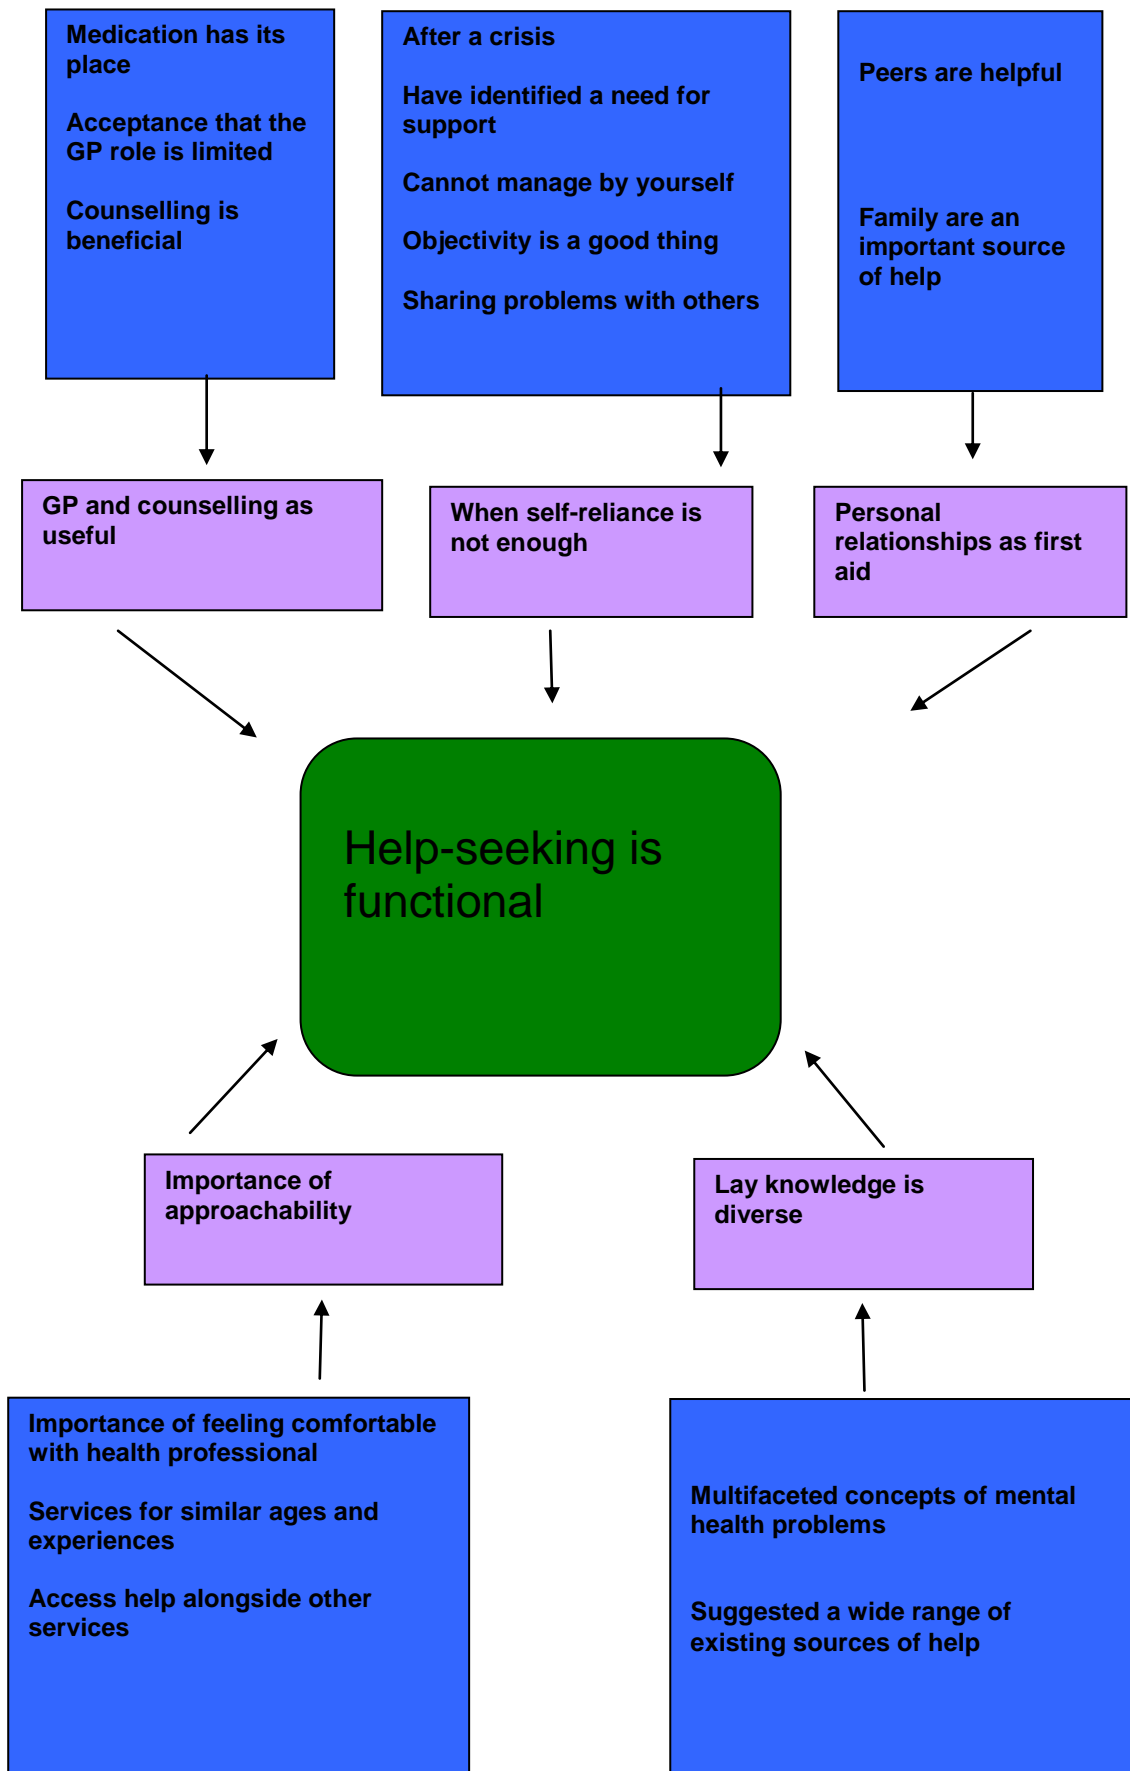 Medication has its
place
Acceptance that the
GP role is limited
Counselling is
beneficial
After a crisis
Have identified a need for
support
Cannot manage by yourself
Objectivity is a good thing
Sharing problems with others
Peers are helpful
Family are an
important source
of help
GP and counselling as
useful
When self-reliance is
not enough
Personal
relationships as first
aid
Help-seeking is
functional
Importance of
approachability
Lay knowledge is
diverse
Importance of feeling comfortable
with health professional
Services for similar ages and
experiences
Access help alongside other
services
Multifaceted concepts of mental
health problems
Suggested a wide range of
existing sources of help